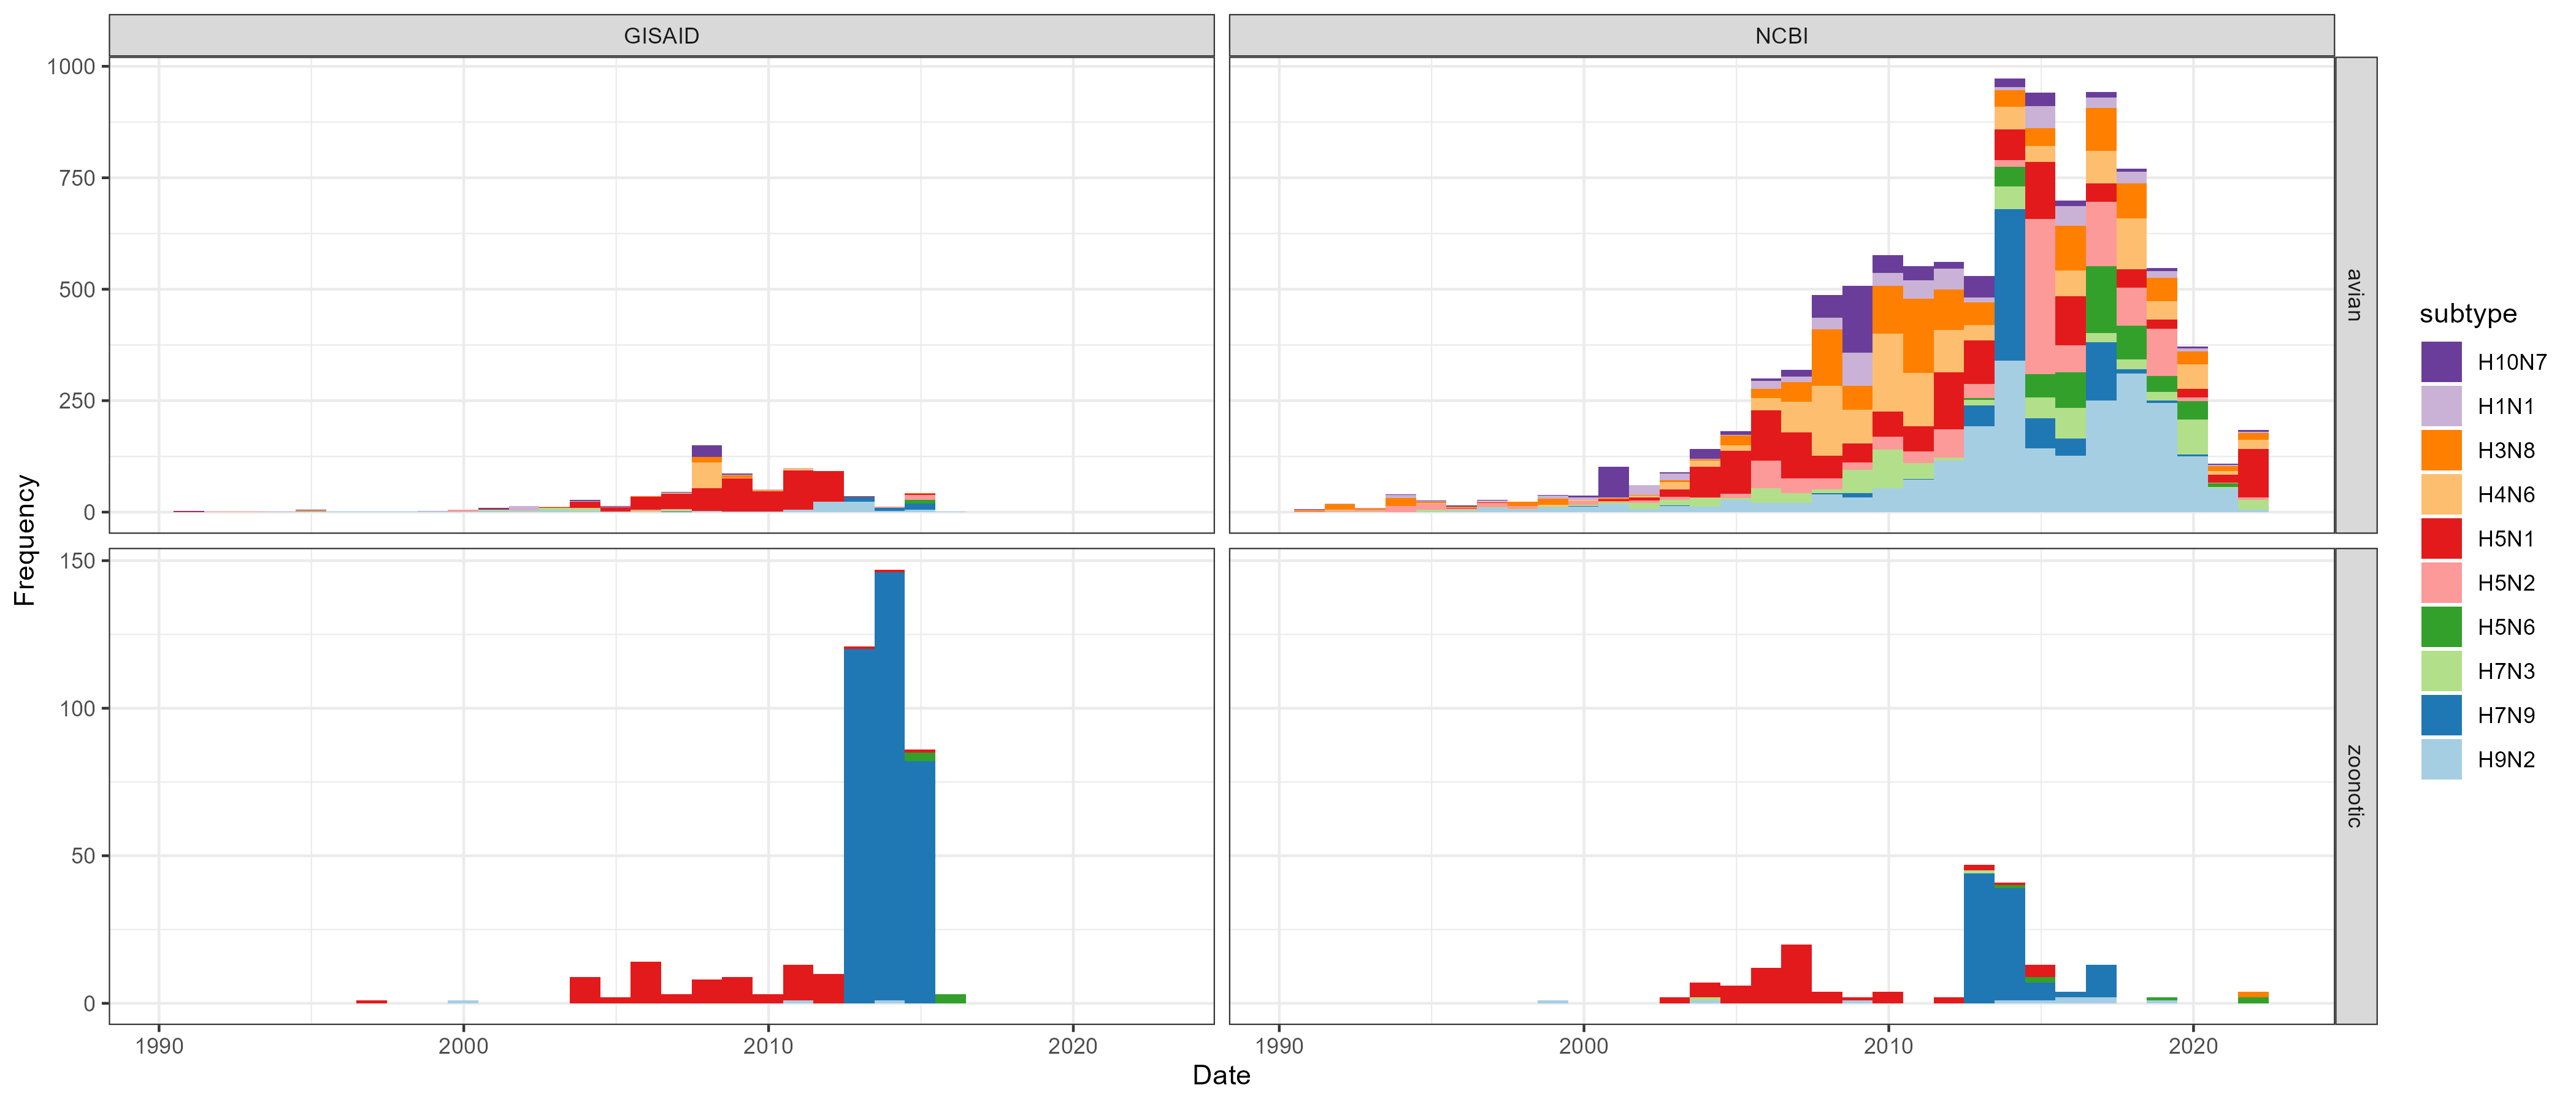 GISAID
NCBI
1000
750
500
250
0
avian
Frequency
150
100
50
0
zoonotic
1990
2000
2010
2020
1990
2000
2010
2020
Date
subtype
H10N7
H1N1
H3N8
H4N6
H5N1
H5N2
H5N6
H7N3
H7N9
H9N2